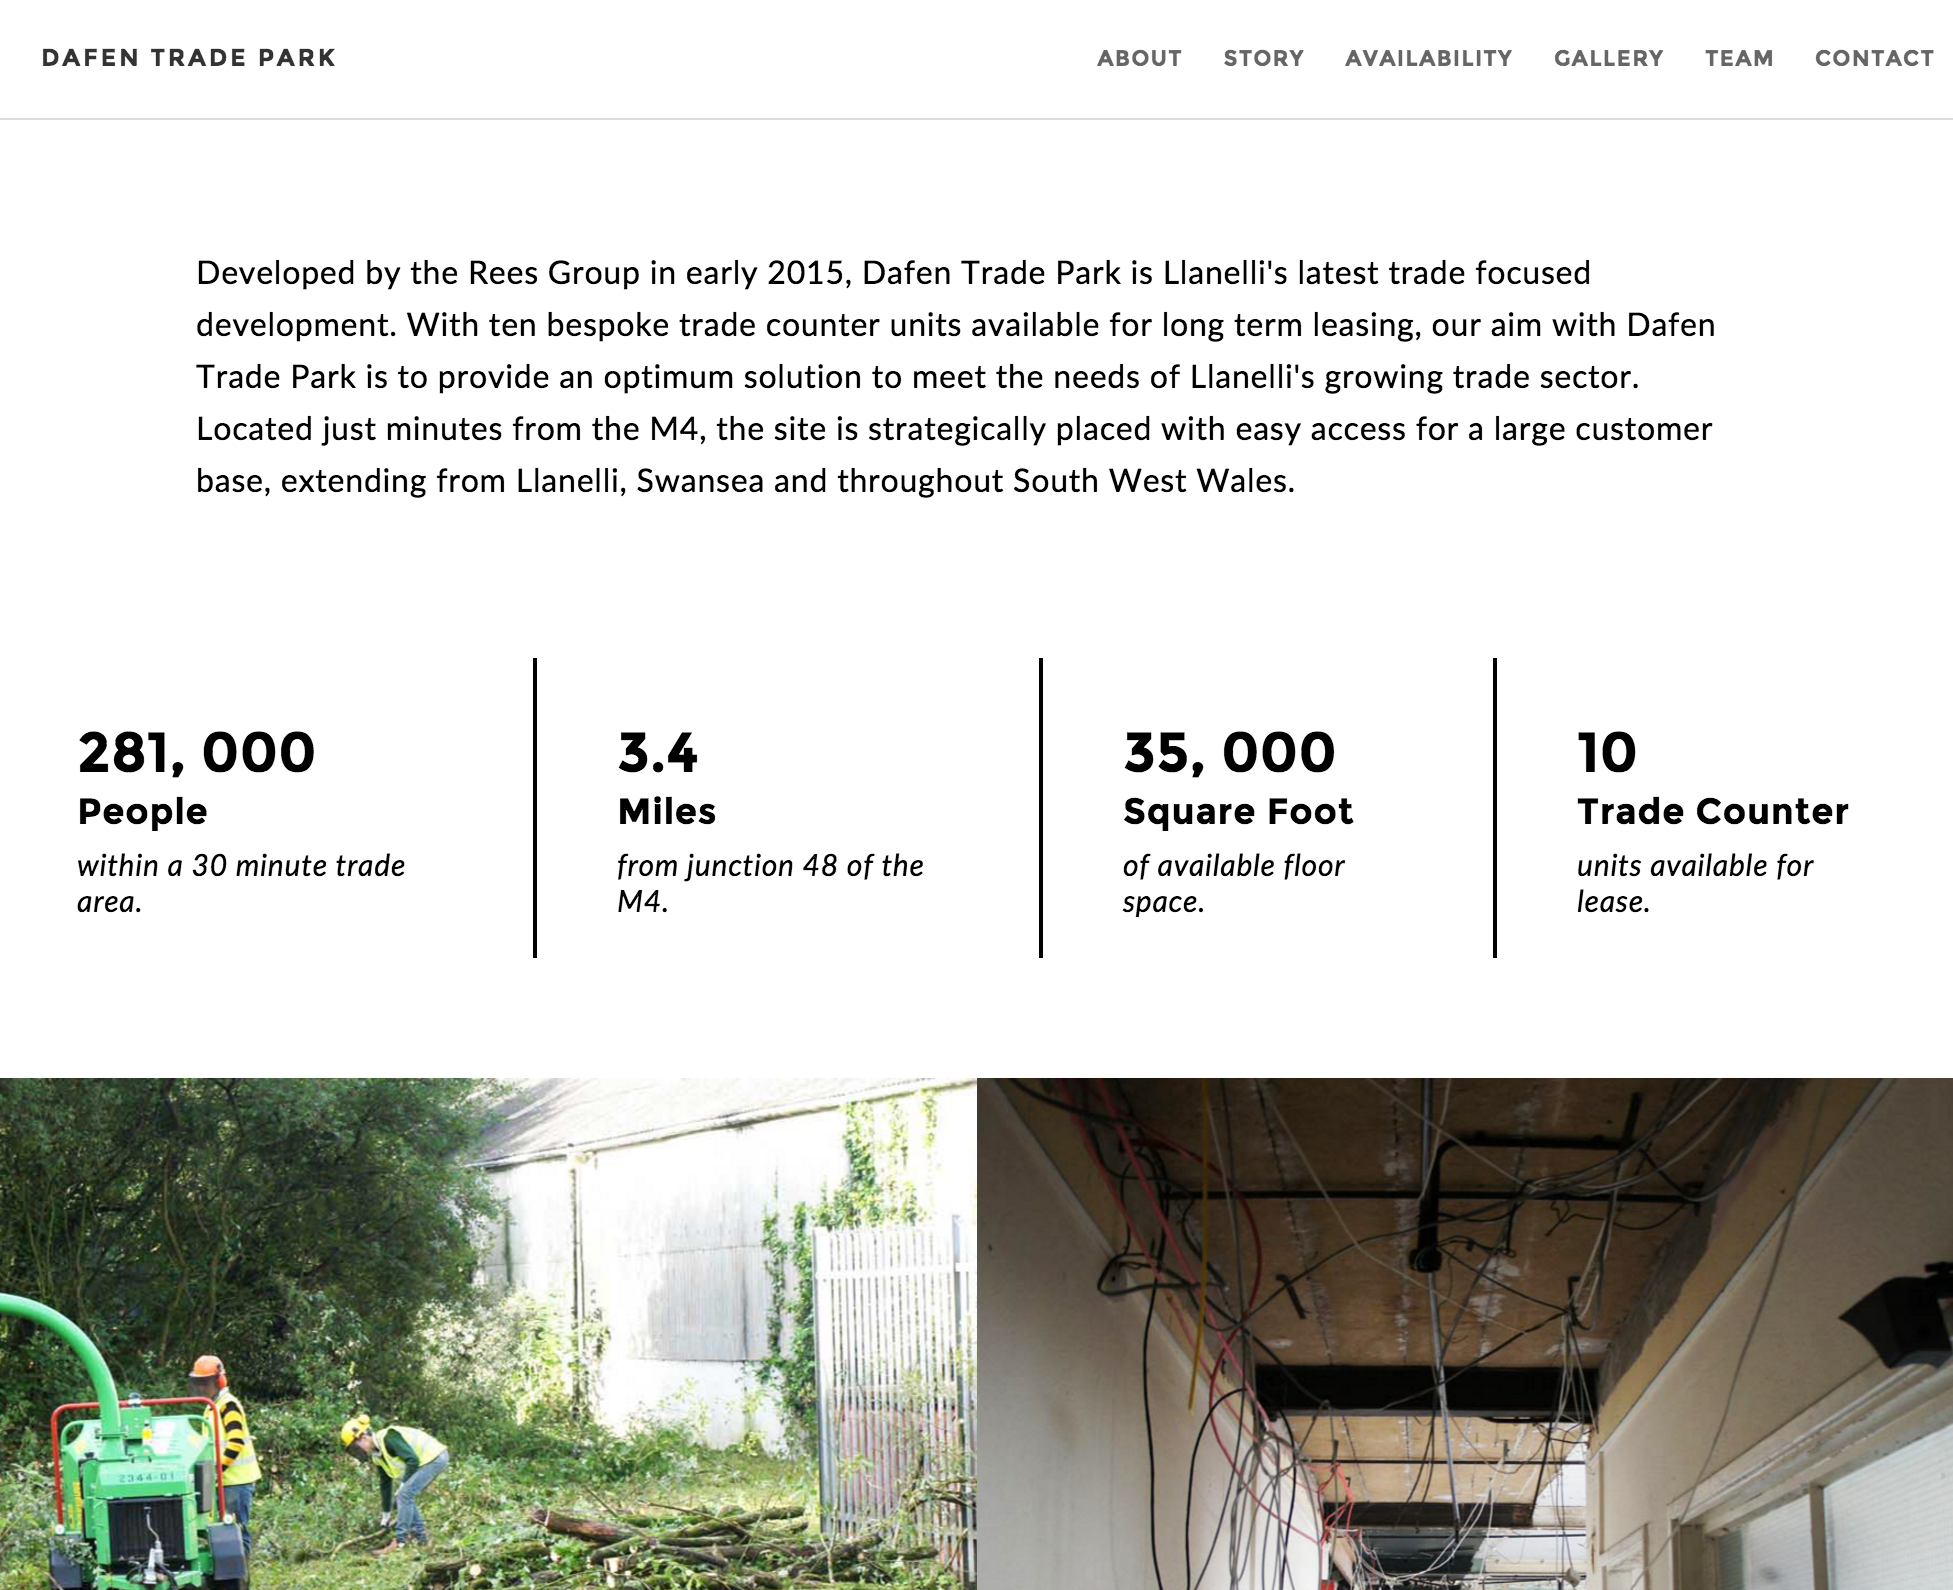 DAFEN TRADE PARK
ABOUT STORY AVAILABILITY GALLERY TEAM CONTACT
Developed by the Rees Group in early 2015, Dafen Trade Park is Llanelli's latest trade focused
development. With ten bespoke trade counter units available for long term leasing, our aim with Dafen
Trade Park is to provide an optimum solution to meet the needs of Llanelli's growing trade sector.
Located just minutes from the M4, the site is strategically placed with easy access for a large customer
base, extending from Llanelli, Swansea and throughout South West Wales.
281, 000
People
within a 30 minute trade
area.
3.4
Miles
from junction 48 of the
M4.
35, 000
Square Foot
of available floor
space.
10
Trade Counter
units available for
lease.
2344-01